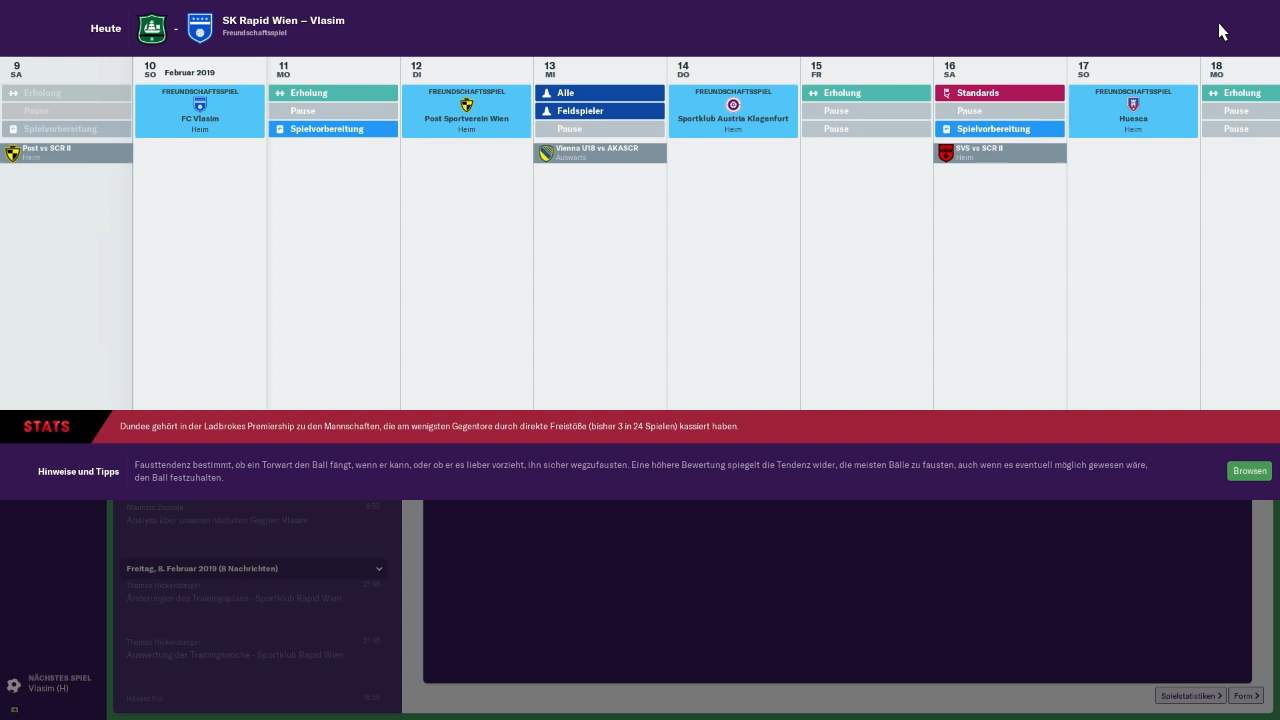 Heute
-
SK Rapid Wien – Vlasim
Freundschaftsspiel
9
SA
10
SO
Februar 2019
11
MO
12
DI
13
MI
14
DO
15
FR
16
SA
17
SO
18
MO
Erholung
Pause
Spielvorbereitung
Post vs SCR II
Heim
FREUNDSCHAFTSSPIEL
FC Vlasim
Heim
Erholung
Pause
Spielvorbereitung
FREUNDSCHAFTSSPIEL
Post Sportverein Wien
Heim
Alle
Feldspieler
Pause
Vienna U18 vs AKASCR
Auswärts
FREUNDSCHAFTSSPIEL
Sportklub Austria Klagenfurt
Heim
Erholung
Pause
Pause
Standards
Pause
Spielvorbereitung
SVS vs SCR II
Heim
FREUNDSCHAFTSSPIEL
Huesca
Heim
Erholung
Pause
Pause
STATS
Dundee gehört in der Ladbrokes Premiership zu den Mannschaften, die am wenigsten Gegentore durch direkte Freistöße (bisher 3 in 24 Spielen) kassiert haben.
Hinweise und Tipps
Fausttendenz bestimmt, ob ein Torwart den Ball fängt, wenn er kann, oder ob er es lieber vorzieht, ihn sicher wegzufausten. Eine höhere Bewertung spiegelt die Tendenz wider, die meisten Bälle zu fausten, auch wenn es eventuell möglich gewesen wäre,
den Ball festzuhalten.
Browsen
Analyse über unseren nächsten Gegner: Vlasim
Freitag, 8. Februar 2019 (8 Nachrichten)
Thomas Hickersberger
Änderungen des Trainingsplans - Sportklub Rapid Wien
Thomas Hickersberger
Auswertung der Trainingswoche - Sportklub Rapid Wien
NÄCHSTES SPIEL
Vlasim (H)
Spielstatistiken
Form